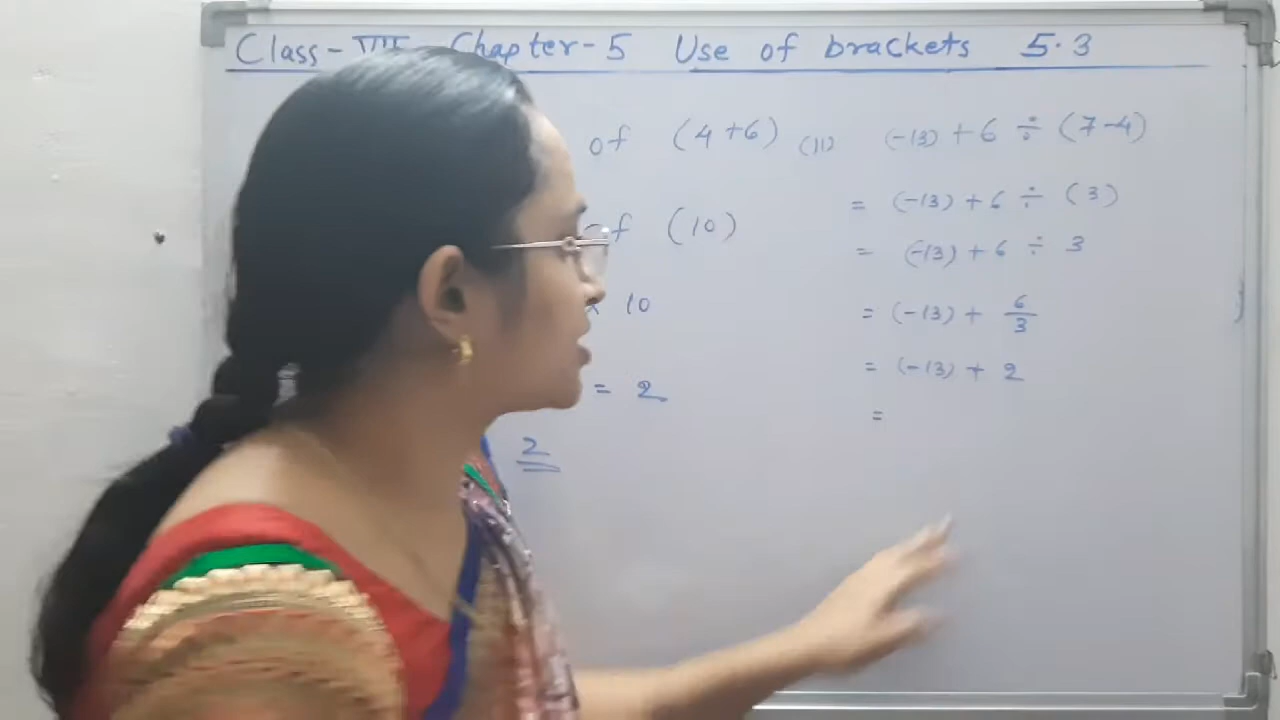 Class - VIII Chapter - 5 Use of brackets 5.3
of (4+6)
of (10)
× 10
= 2
2
(ii) (-13) + 6 ÷ (7-4)
= (-13) + 6 ÷ (3)
= (-13) + 6 ÷ 3
= (-13) + 6/3
= (-13) + 2
=